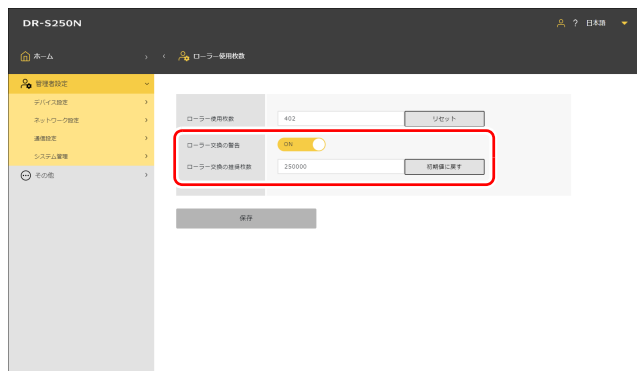 DR-S250N
? 日本語
ホーム
ローラー使用枚数
管理者設定
デバイス設定
ネットワーク設定
通信設定
システム管理
その他
ローラー使用枚数 402 リセット
ローラー交換の警告 ON
ローラー交換の推奨枚数 250000 初期値に戻す
保存